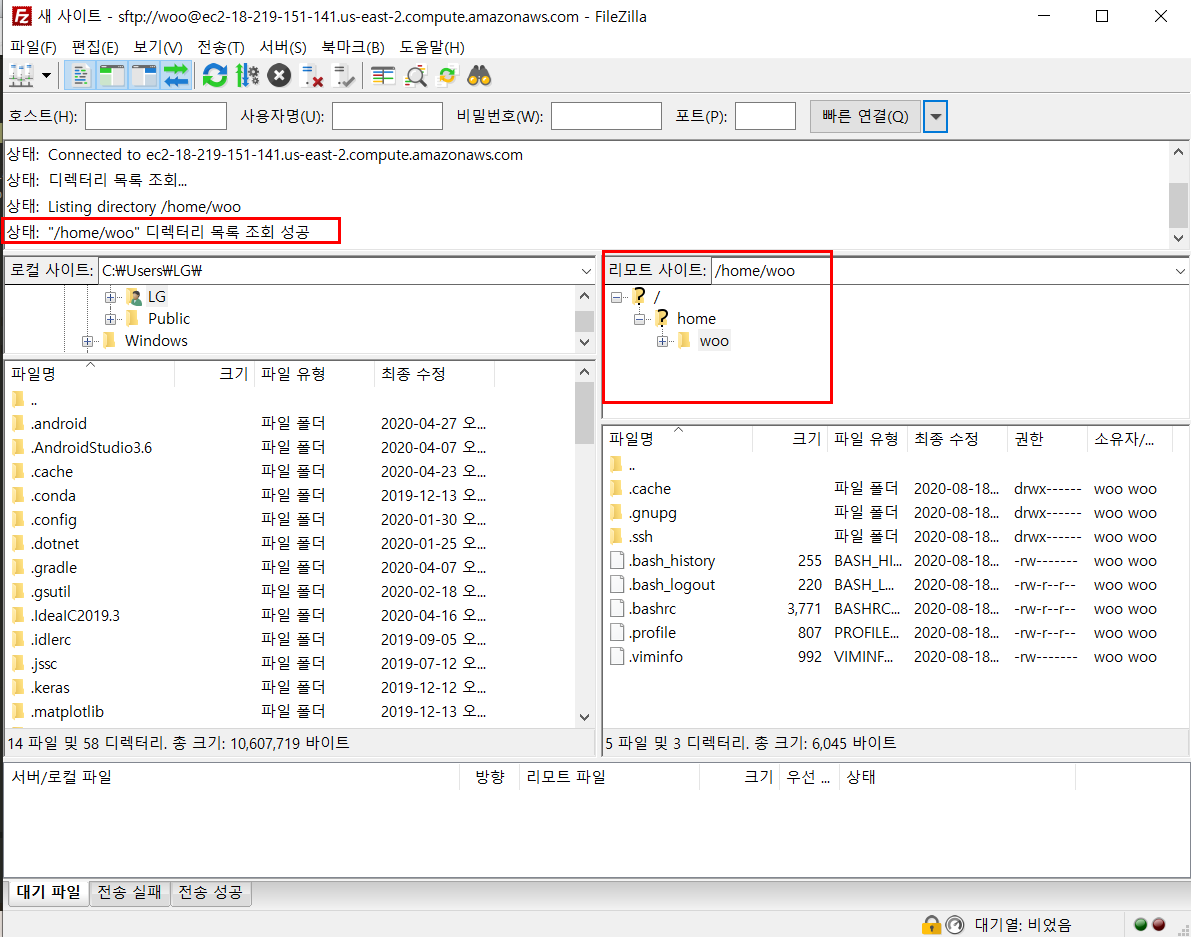 새 사이트 - sftp://woo@ec2-18-219-151-141.us-east-2.compute.amazonaws.com - FileZilla
파일(F) 편집(E) 보기(V) 전송(T) 서버(S) 북마크(B) 도움말(H)
호스트(H): 사용자명(U): 비밀번호(W): 포트(P): 빠른 연결(Q)
상태: Connected to ec2-18-219-151-141.us-east-2.compute.amazonaws.com
상태: 디렉터리 목록 조회...
상태: Listing directory /home/woo
상태: "/home/woo" 디렉터리 목록 조회 성공
로컬 사이트: C:₩Users₩LG₩
LG
Public
Windows
파일명 크기 파일 유형 최종 수정
..
.android 파일 폴더 2020-04-27 오...
.AndroidStudio3.6 파일 폴더 2020-04-07 오...
.cache 파일 폴더 2020-04-23 오...
.conda 파일 폴더 2019-12-13 오...
.config 파일 폴더 2020-01-30 오...
.dotnet 파일 폴더 2020-01-25 오...
.gradle 파일 폴더 2020-04-07 오...
.gsutil 파일 폴더 2020-02-18 오...
.IdeaIC2019.3 파일 폴더 2020-04-16 오...
.idlerc 파일 폴더 2019-09-05 오...
.jssc 파일 폴더 2019-07-12 오...
.keras 파일 폴더 2019-12-12 오...
.matplotlib 파일 폴더 2019-12-13 오...
14 파일 및 58 디렉터리. 총 크기: 10,607,719 바이트
리모트 사이트: /home/woo
/
home
woo
파일명 크기 파일 유형 최종 수정 권한 소유자/...
..
.cache 파일 폴더 2020-08-18... drwx------ woo woo
.gnupg 파일 폴더 2020-08-18... drwx------ woo woo
.ssh 파일 폴더 2020-08-18... drwx------ woo woo
.bash_history 255 BASH_HI... 2020-08-18... -rw------- woo woo
.bash_logout 220 BASH_L... 2020-08-18... -rw-r--r-- woo woo
.bashrc 3,771 BASHRC... 2020-08-18... -rw-r--r-- woo woo
.profile 807 PROFILE... 2020-08-18... -rw-r--r-- woo woo
.viminfo 992 VIMINF... 2020-08-18... -rw------- woo woo
5 파일 및 3 디렉터리. 총 크기: 6,045 바이트
서버/로컬 파일 방향 리모트 파일 크기 우선 ... 상태
대기 파일 전송 실패 전송 성공
대기열: 비었음